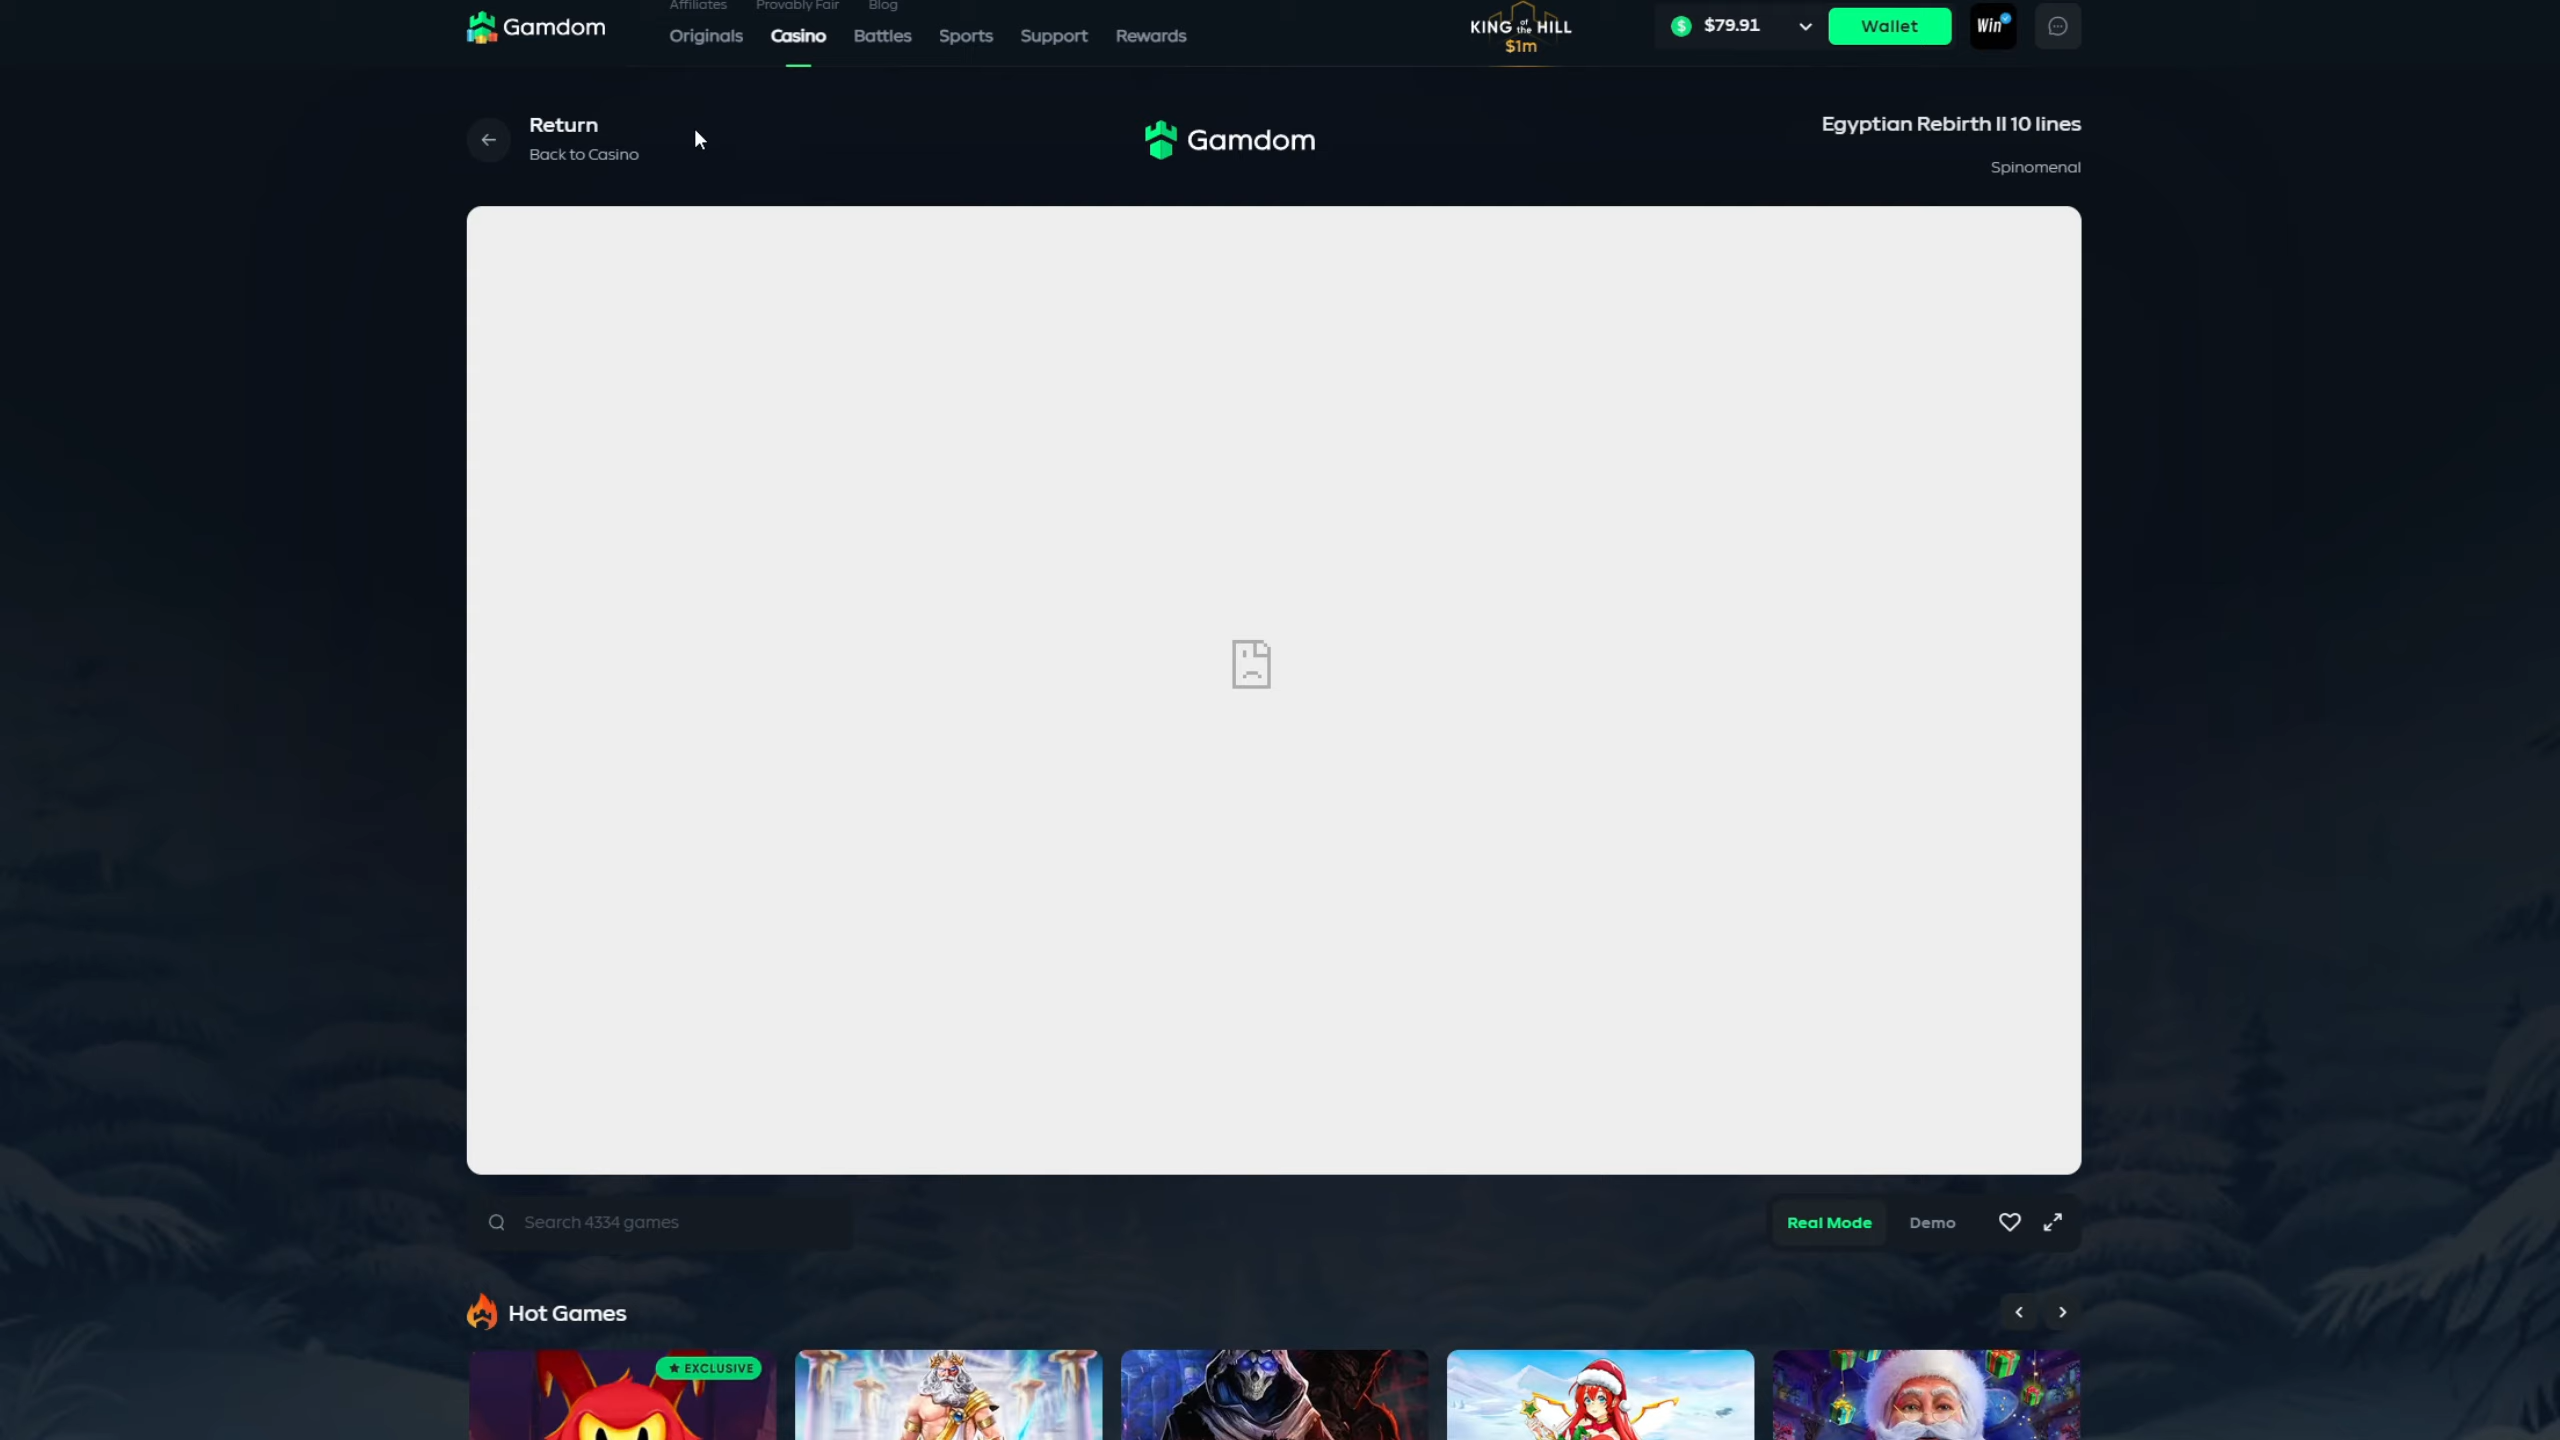 Affiliates Provably Fair Blog
Gamdom
Originals Casino Battles Sports Support Rewards
KING of the HILL
$1m
$79.91
Wallet
Win
Return
Back to Casino
Gamdom
Egyptian Rebirth II 10 lines
Spinomenal
Search 4334 games
Real Mode Demo
Hot Games
EXCLUSIVE